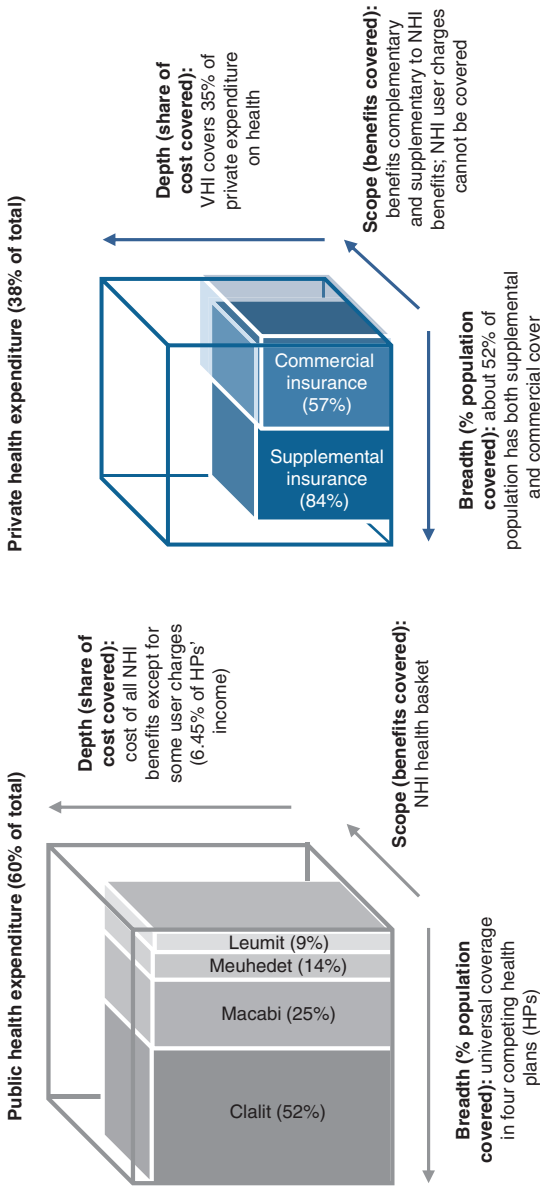 Public health expenditure (60% of total)
Depth (share of
cost covered):
cost of all NHI
benefits except for
some user charges
(6.45% of HPs’
income)
Leumit (9%)
Meuhedet (14%)
Macabi (25%)
Clalit (52%)
Scope (benefits covered):
NHI health basket
Breadth (% population
covered): universal coverage
in four competing health
plans (HPs)
Private health expenditure (38% of total)
Depth (share of
cost covered):
VHI covers 35% of
private expenditure
on health
Commercial
insurance
(57%)
Supplemental
insurance
(84%)
Scope (benefits covered):
benefits complementary
and supplementary to NHI
benefits; NHI user charges
cannot be covered
Breadth (% population
covered): about 52% of
population has both supplemental
and commercial cover